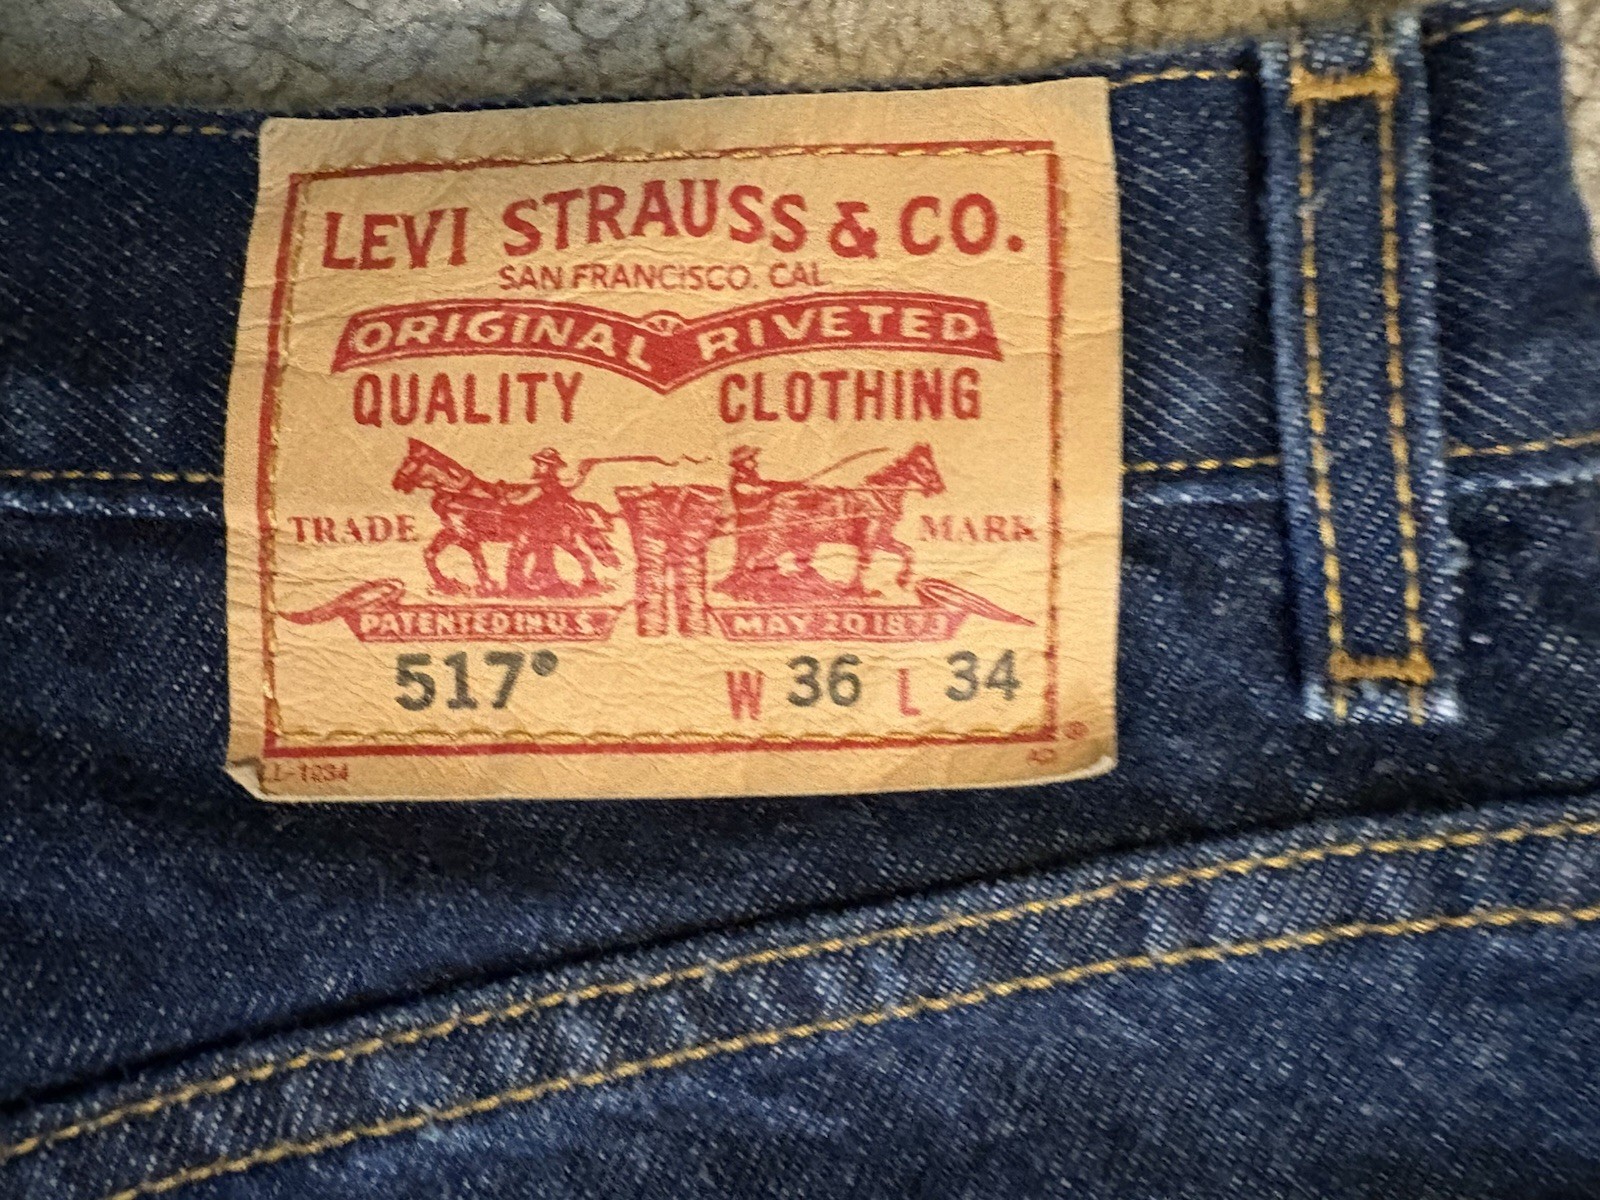 LEVI STRAUSS & CO.
SAN FRANCISCO. CAL
ORIGINAL RIVETED
QUALITY CLOTHING
TRADE MARK
PATENTED IN U.S. MAY 20 1873
517® W 36 L 34
®